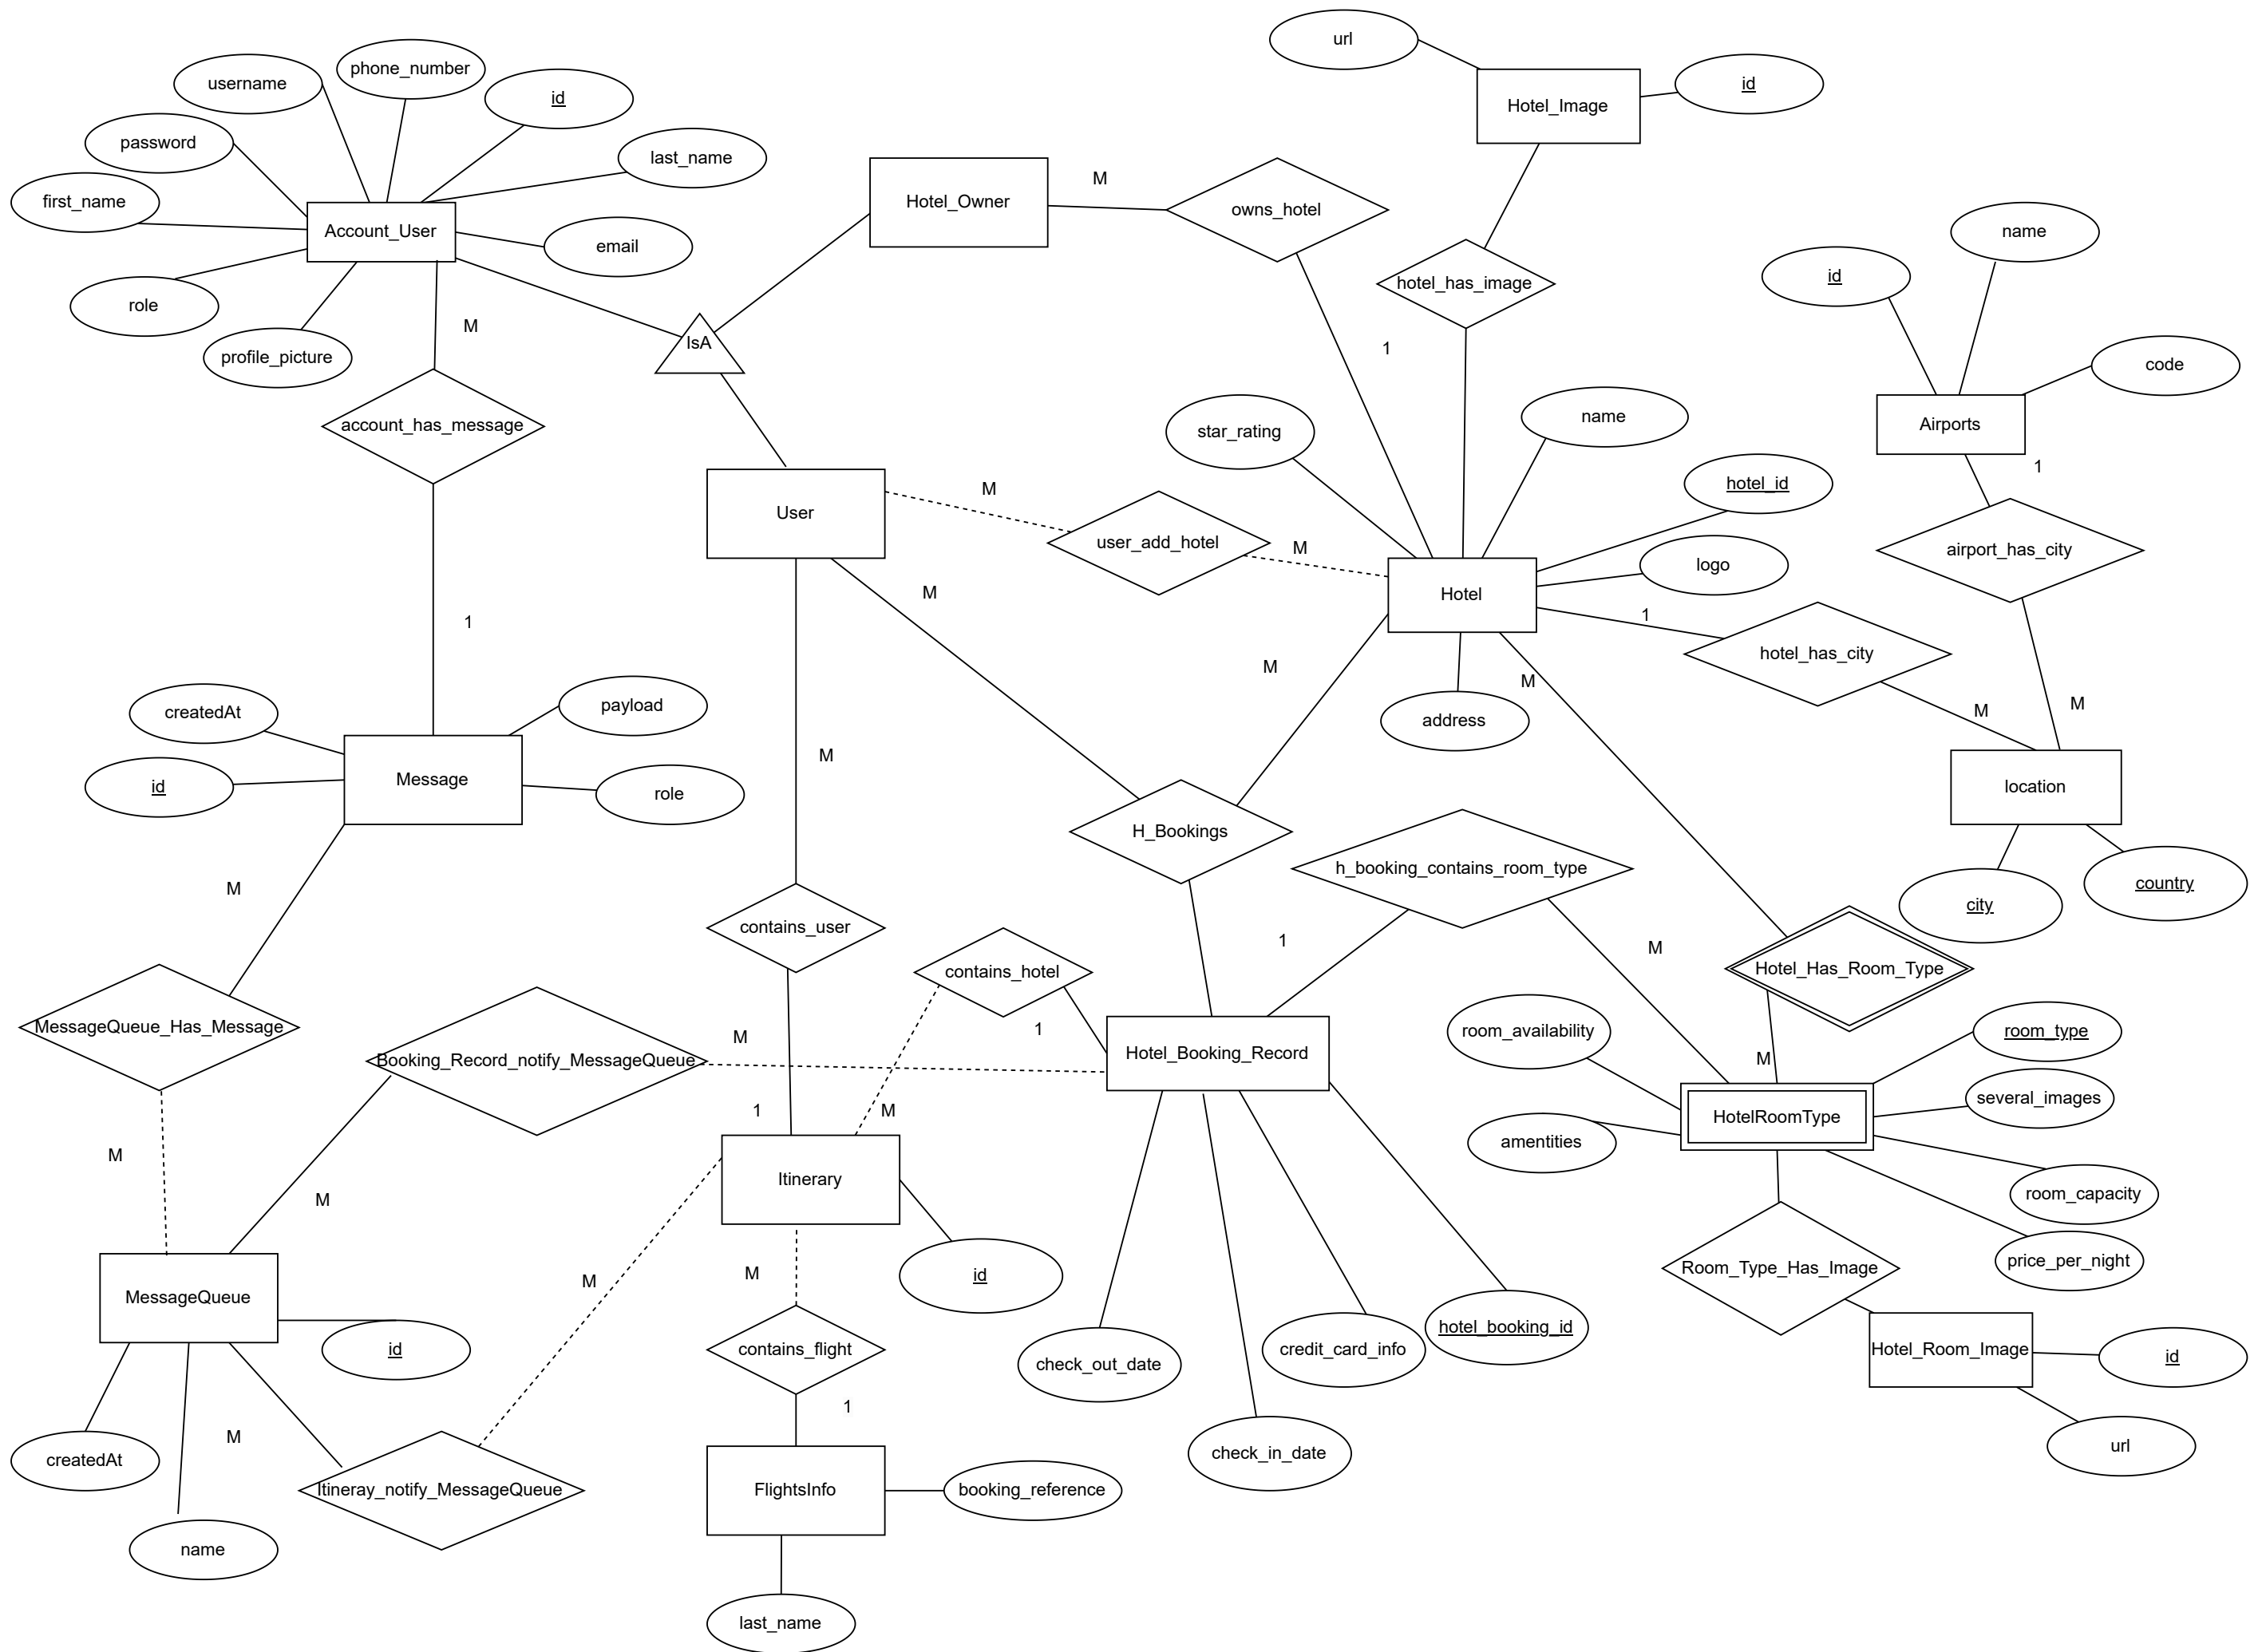 url
phone_number
username
id
id
Hotel_Image
password
last_name
first_name
Hotel_Owner
M
owns_hotel
Account_User
name
email
id
hotel_has_image
role
M
IsA
1
profile_picture
code
name
account_has_message
star_rating
Airports
1
M
hotel_id
User
user_add_hotel
M
airport_has_city
logo
M
Hotel
1
1
hotel_has_city
M
M
payload
createdAt
M
M
address
M
Message
id
role
location
H_Bookings
h_booking_contains_room_type
M
country
city
contains_user
1
M
contains_hotel
Hotel_Has_Room_Type
MessageQueue_Has_Message
M
1
room_availability
room_type
Booking_Record_notify_MessageQueue
Hotel_Booking_Record
M
several_images
1
M
HotelRoomType
amentities
M
Itinerary
room_capacity
M
M
M
id
price_per_night
Room_Type_Has_Image
MessageQueue
hotel_booking_id
id
contains_flight
credit_card_info
Hotel_Room_Image
id
check_out_date
1
M
createdAt
check_in_date
url
Itineray_notify_MessageQueue
FlightsInfo
booking_reference
name
last_name